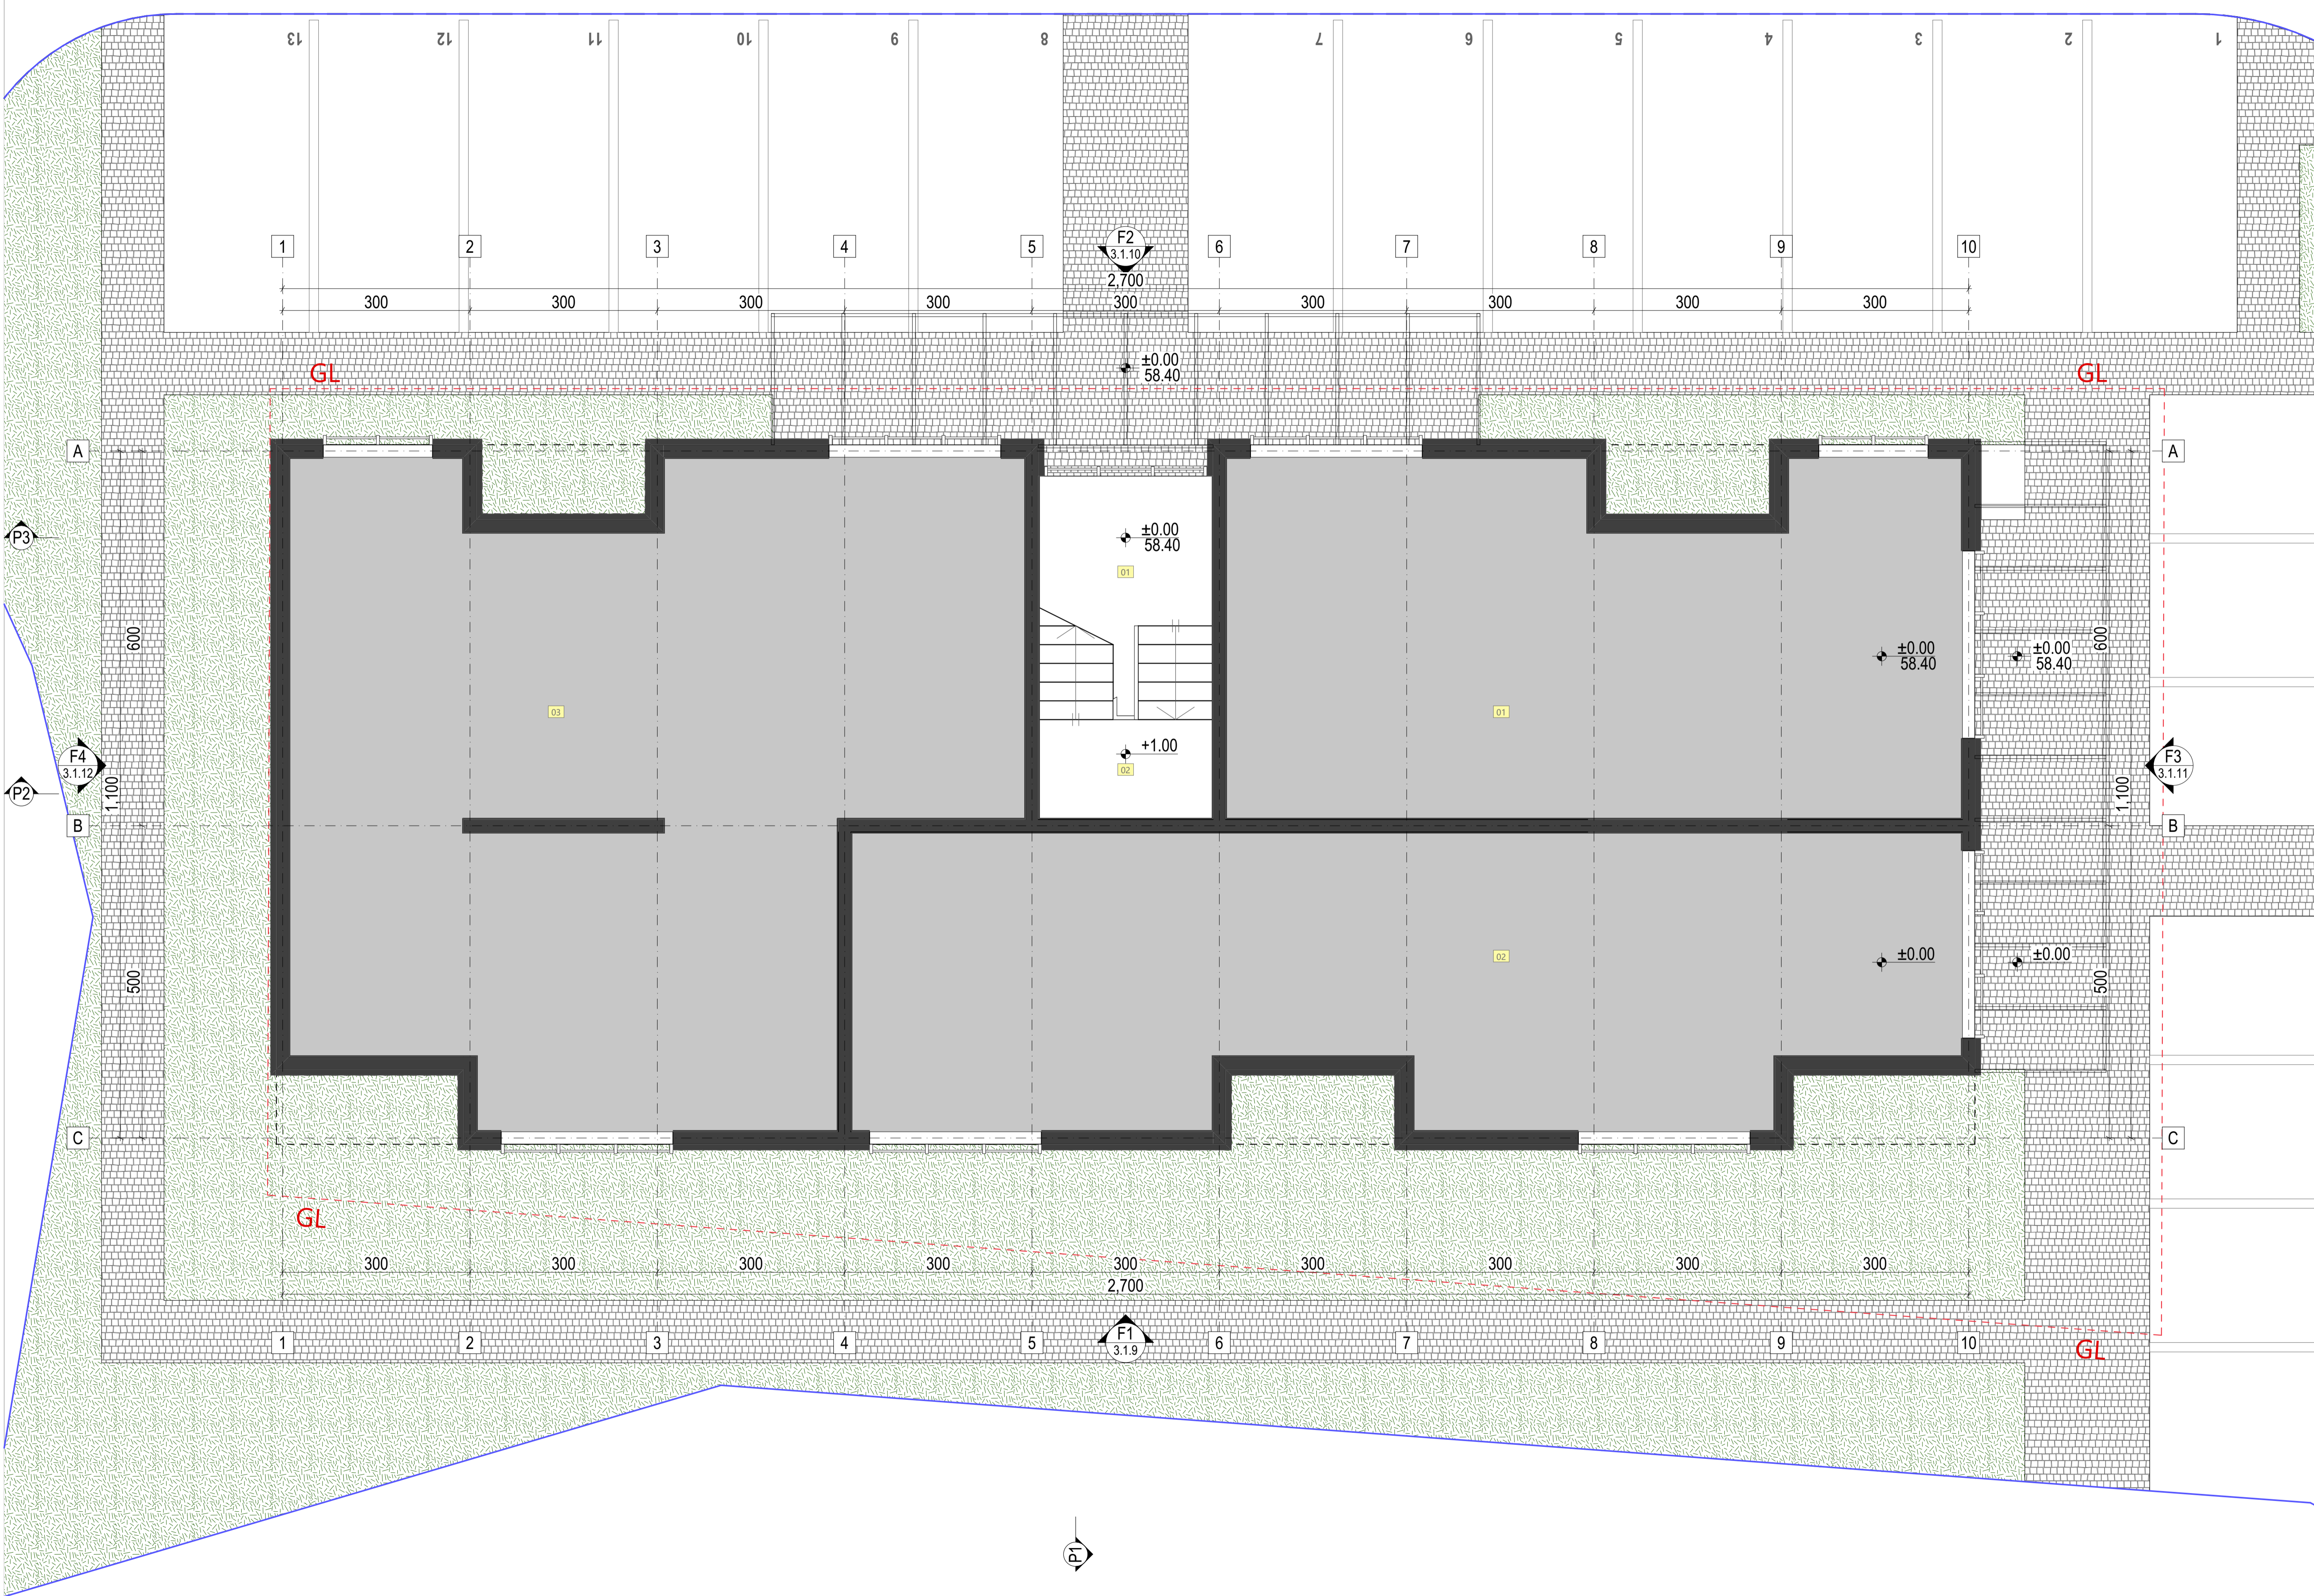 13 12 11 10 9 8 7 6 5 4 3 2 1
1 2 3 4 5 F2 6 7 8 9 10
3.1.10
2,700
300 300 300 300 300 300 300 300 300
±0.00
58.40
GL GL
A A
P3
±0.00
58.40
01
600 600
±0.00
58.40
±0.00
58.40
03 01
+1.00
02
F4
3.1.12
F3
3.1.11
P2
1,100 1,100
B B
02
±0.00 ±0.00
500 500
C C
GL
300 300 300 300 300 300 300 300 300
2,700
1 2 3 4 5 F1 6 7 8 9 10
3.1.9
GL
P1